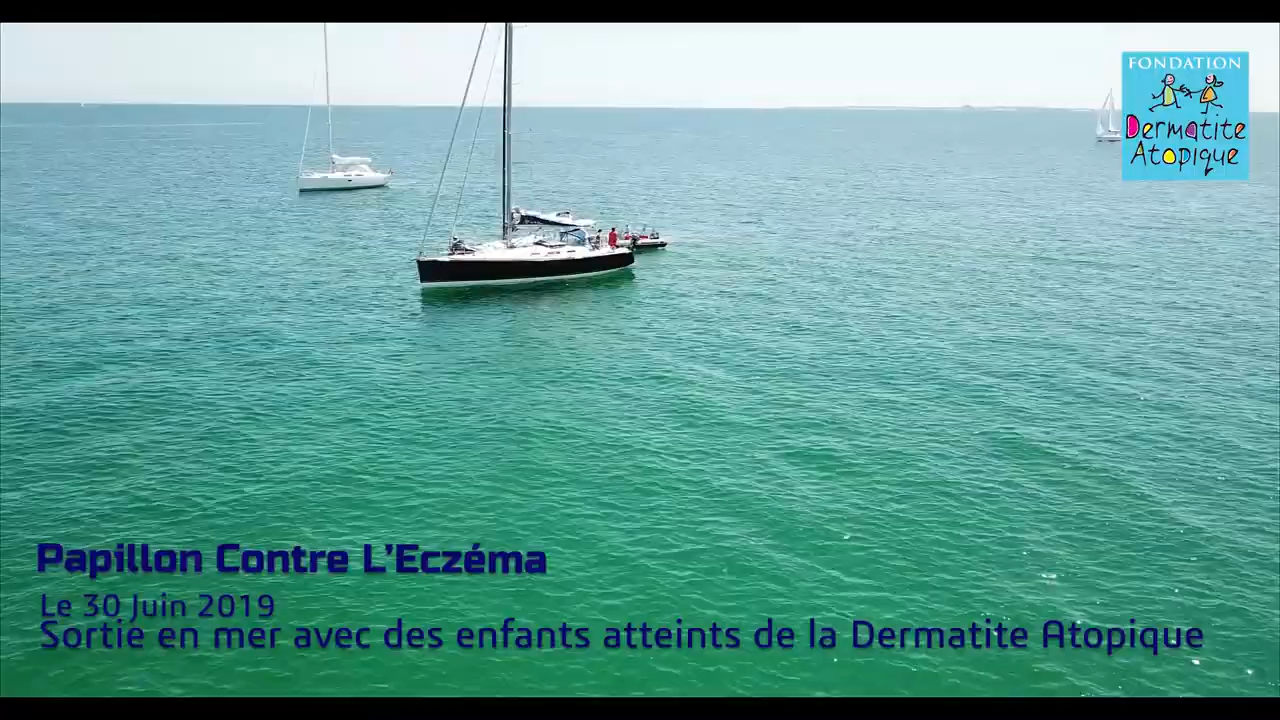 FONDATION
Dermatite
Atopique
Papillon Contre L'Eczéma
Le 30 Juin 2019
Sortie en mer avec des enfants atteints de la Dermatite Atopique